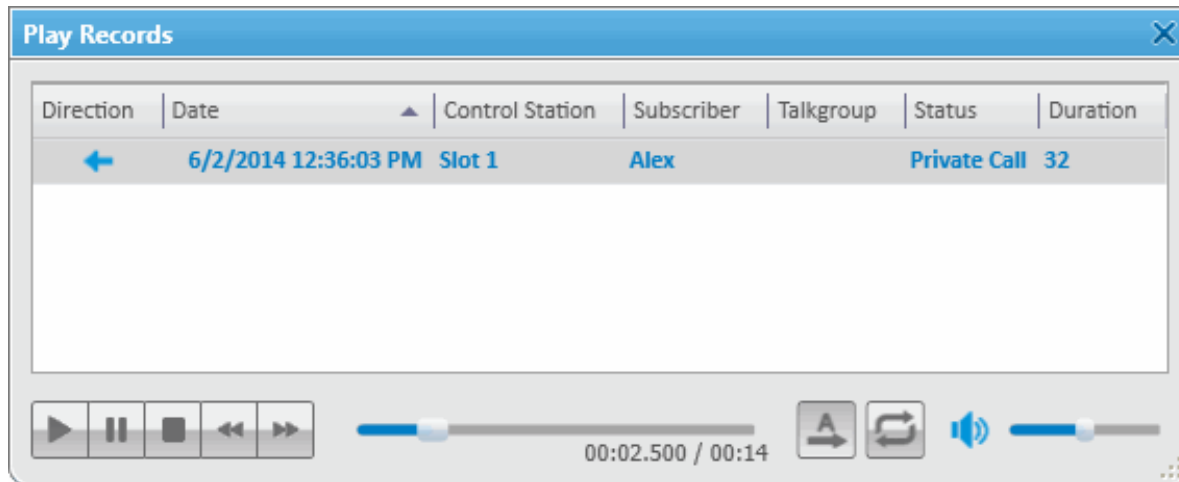 Play Records
Direction Date Control Station Subscriber Talkgroup Status Duration
6/2/2014 12:36:03 PM Slot 1 Alex Private Call 32
A
00:02.500 / 00:14